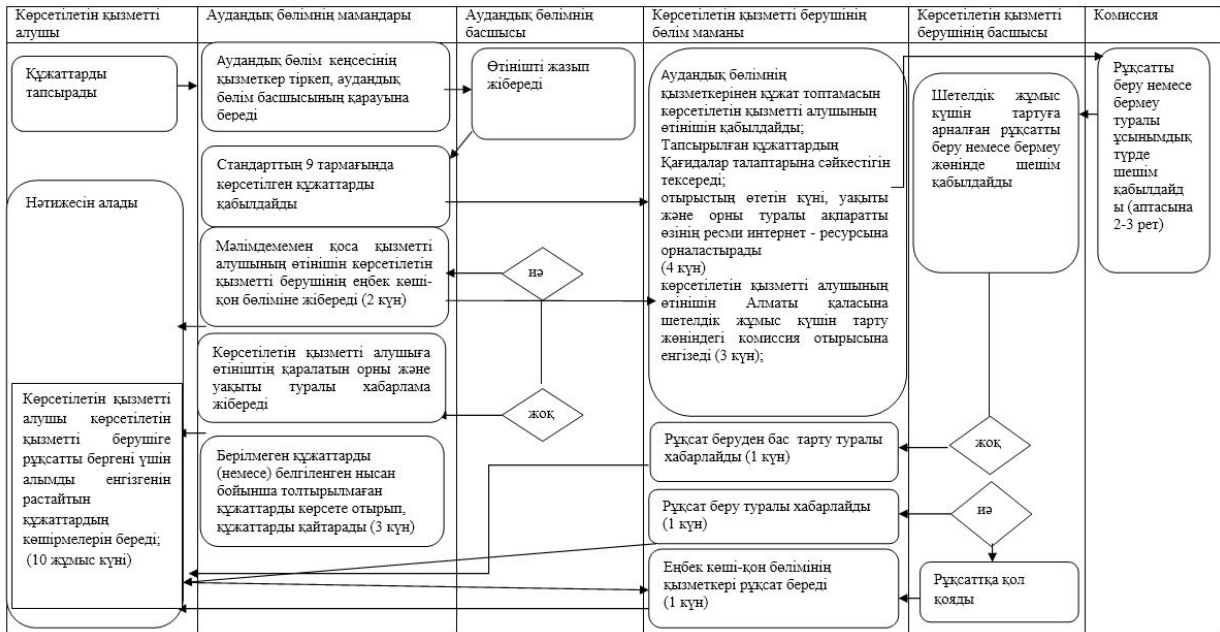 Көрсетілетін қызметті
алушы
Аудандық бөлімнің мамандары
Аудандық бөлімнің
басшысы
Көрсетілетін қызметті берушінің
бөлім маманы
Көрсетілетін қызметті
берушінің басшысы
Комиссия
Құжаттарды
тапсырады
Аудандық бөлім кеңсесінің
қызметкер тіркеп, аудандық
бөлім басшысының қарауына
береді
Өтінішті жазып
жібереді
Стандарттың 9 тармағында
көрсетілген құжаттарды
қабылдайды
Мәлімдемемен қоса қызметті
алушының өтінішін көрсетілетін
қызметті берушінің еңбек көші-
қон бөліміне жібереді (2 күн)
Көрсетілетін қызметті алушыға
өтініштің қаралатын орны және
уақыты туралы хабарлама
жібереді
Берілмеген құжаттарды
(немесе) белгіленген нысан
бойынша толтырылмаған
құжаттарды көрсете отырып,
құжаттарды қайтарады (3 күн)
иә
жоқ
Аудандық бөлімнің
қызметкерінен құжат топтамасын
көрсетілетін қызметті алушының
өтінішін қабылдайды;
Тапсырылған құжаттардың
Қағидалар талаптарына сәйкестігін
тексереді;
отырыстың өтетін күні, уақыты
және орны туралы ақпаратты
өзінің ресми интернет - ресурсына
орналастырады
(4 күн)
көрсетілетін қызметті алушының
өтінішін Алматы қаласына
шетелдік жұмыс күшін тарту
жөніндегі комиссия отырысына
енгізеді (3 күн);
Шетелдік жұмыс
күшін тартуға
арналған рұқсатты
беру немесе бермеу
жөнінде шешім
қабылдайды
Рұқсатты
беру немесе
бермеу
туралы
ұсынымдық
түрде
шешім
қабылдайд
ы (аптасына
2-3 рет)
Нәтижесін алады
Көрсетілетін қызметті
алушы көрсетілетін
қызметті берушіге
рұқсатты бергені үшін
алымды енгізгенін
растайтын
құжаттардың
көшірмелерін береді;
(10 жұмыс күні)
Рұқсат беруден бас тарту туралы
хабарлайды (1 күн)
жоқ
Рұқсат беру туралы хабарлайды
(1 күн)
иә
Еңбек көші-қон бөлімінің
қызметкері рұқсат береді
(1 күн)
Рұқсатқа қол
қояды